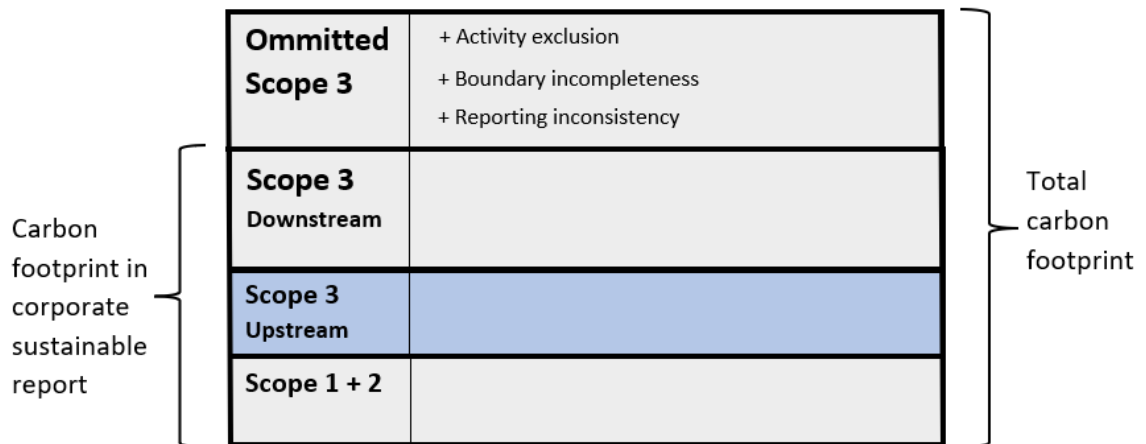 Ommitted
Scope 3
+ Activity exclusion
+ Boundary incompleteness
+ Reporting inconsistency
Scope 3
Downstream
Scope 3
Upstream
Scope 1 + 2
Carbon
footprint in
corporate
sustainable
report
Total
carbon
footprint